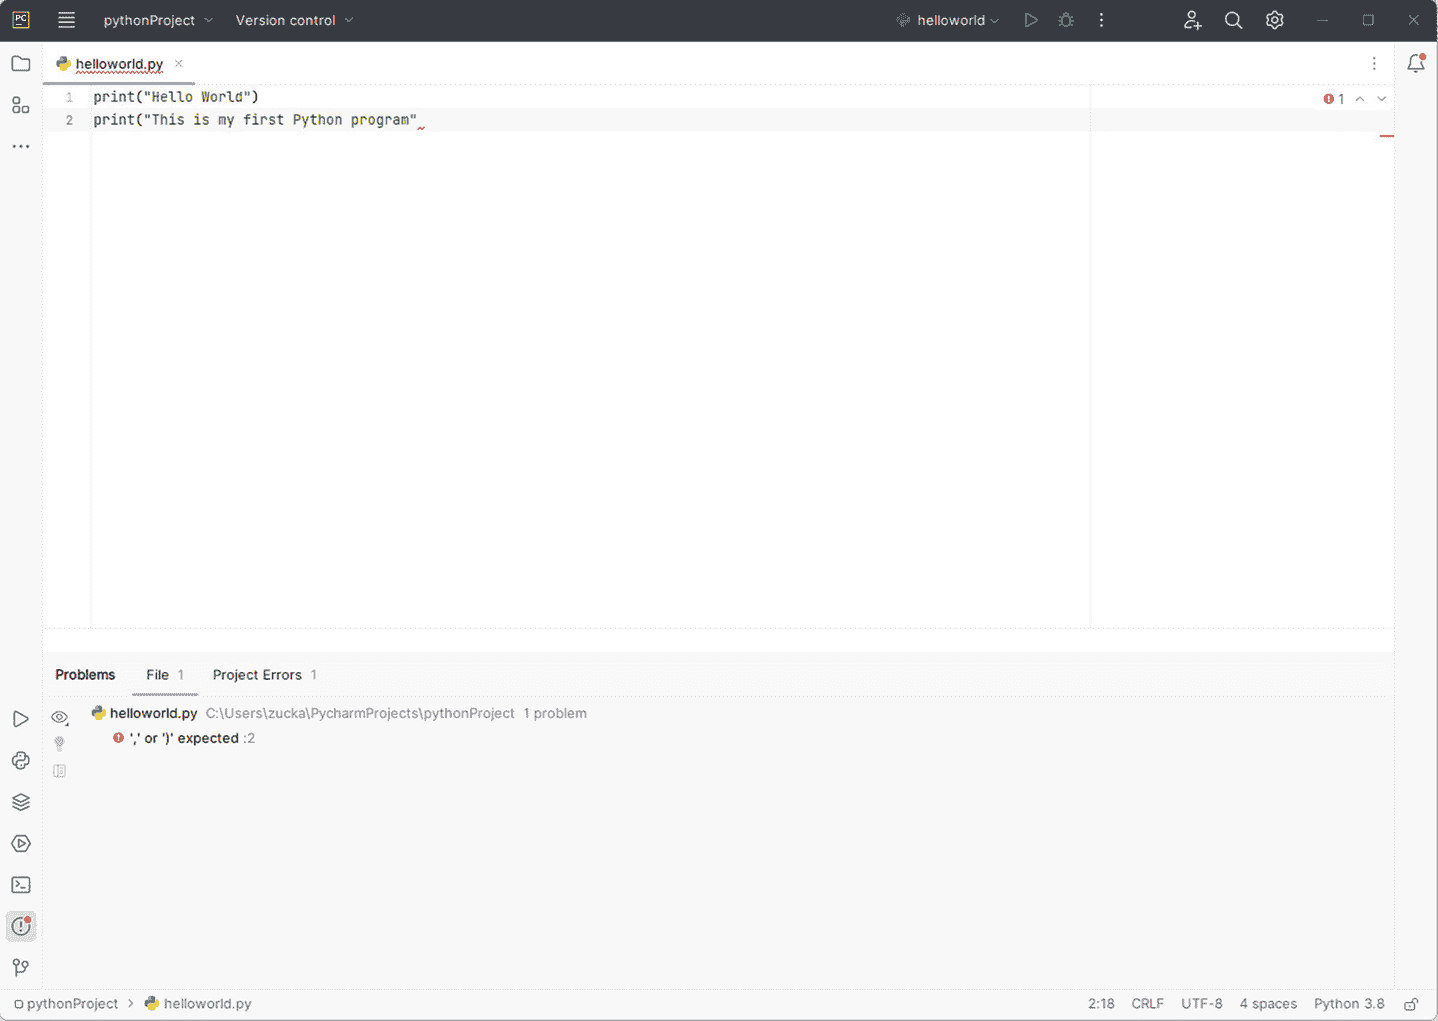 PC pythonProject Version control helloworld
helloworld.py
1 print("Hello World")
1
2 print("This is my first Python program"
Problems File 1 Project Errors 1
helloworld.py C:\Users\zucka\PycharmProjects\pythonProject 1 problem
',' or ')' expected :2
pythonProject > helloworld.py 2:18 CRLF UTF-8 4 spaces Python 3.8